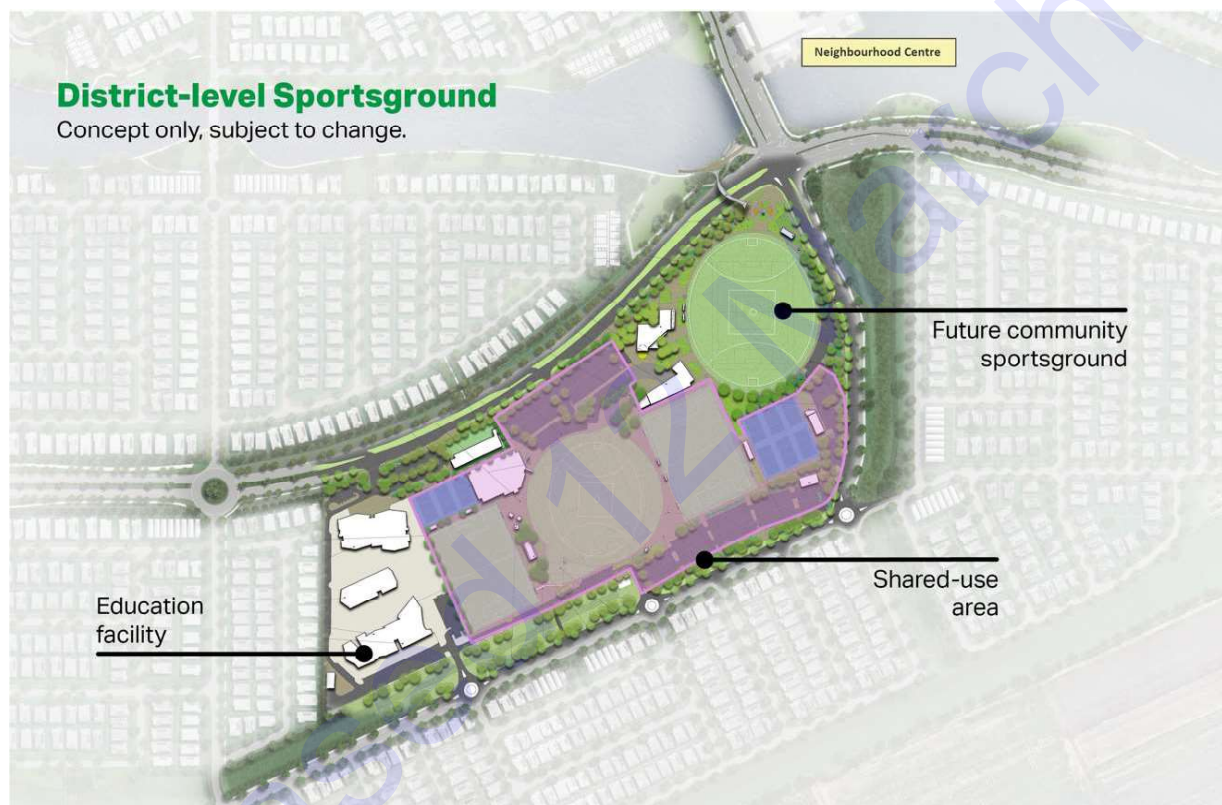 Neighbourhood Centre
District-level Sportsground
Concept only, subject to change.
Future community
sportsground
Shared-use
area
Education
facility